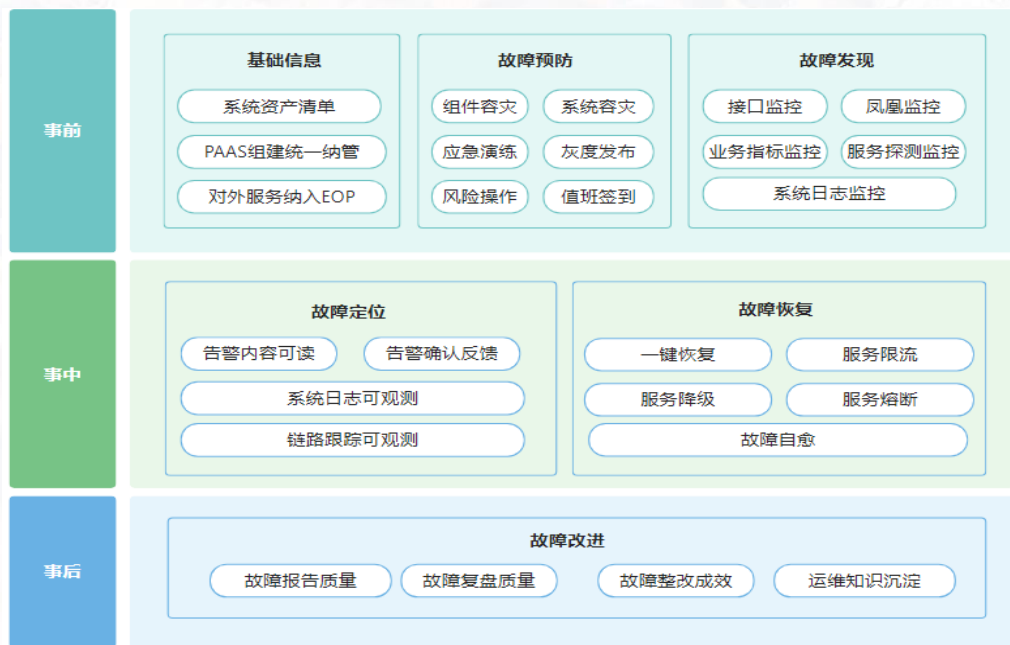 事前
基础信息
系统资产清单
PAAS组建统一纳管
对外服务纳入EOP
故障预防
组件容灾 系统容灾
应急演练 灰度发布
风险操作 值班签到
故障发现
接口监控 凤凰监控
业务指标监控 服务探测监控
系统日志监控
事中
故障定位
告警内容可读 告警确认反馈
系统日志可观测
链路跟踪可观测
故障恢复
一键恢复 服务限流
服务降级 服务熔断
故障自愈
事后
故障改进
故障报告质量 故障复盘质量 故障整改成效 运维知识沉淀